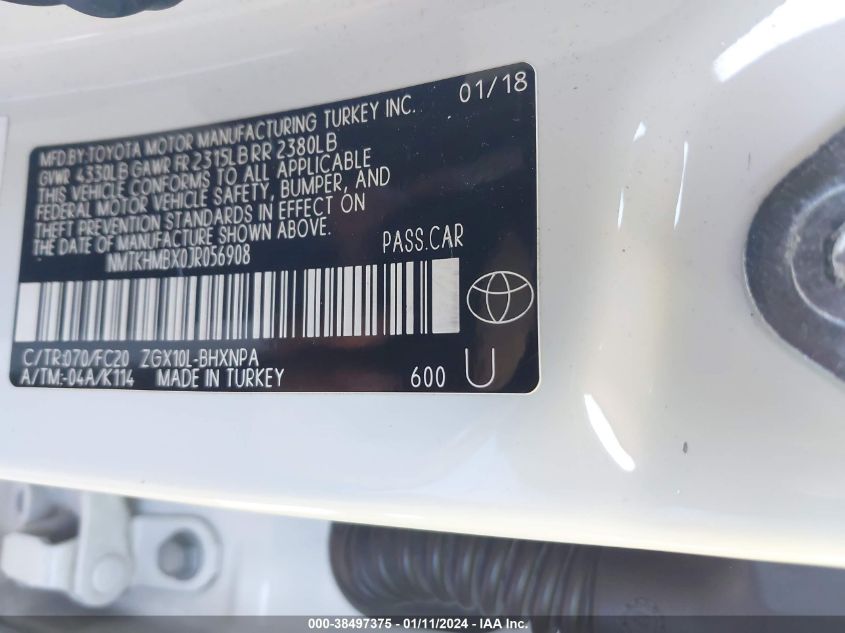 MFD.BY:TOYOTA MOTOR MANUFACTURING TURKEY INC. 01/18
GVWR 4330LB GAWR FR 2315LB RR 2380LB
THIS VEHICLE CONFORMS TO ALL APPLICABLE
FEDERAL MOTOR VEHICLE SAFETY, BUMPER, AND
THEFT PREVENTION STANDARDS IN EFFECT ON
THE DATE OF MANUFACTURE SHOWN ABOVE.
NMTKHMBX0JR056908 PASS.CAR
C/TR:070/FC20 ZGX10L-BHXNPA
A/TM:-04A/K114 MADE IN TURKEY 600 U
000-38497375 - 01/11/2024 - IAA Inc.